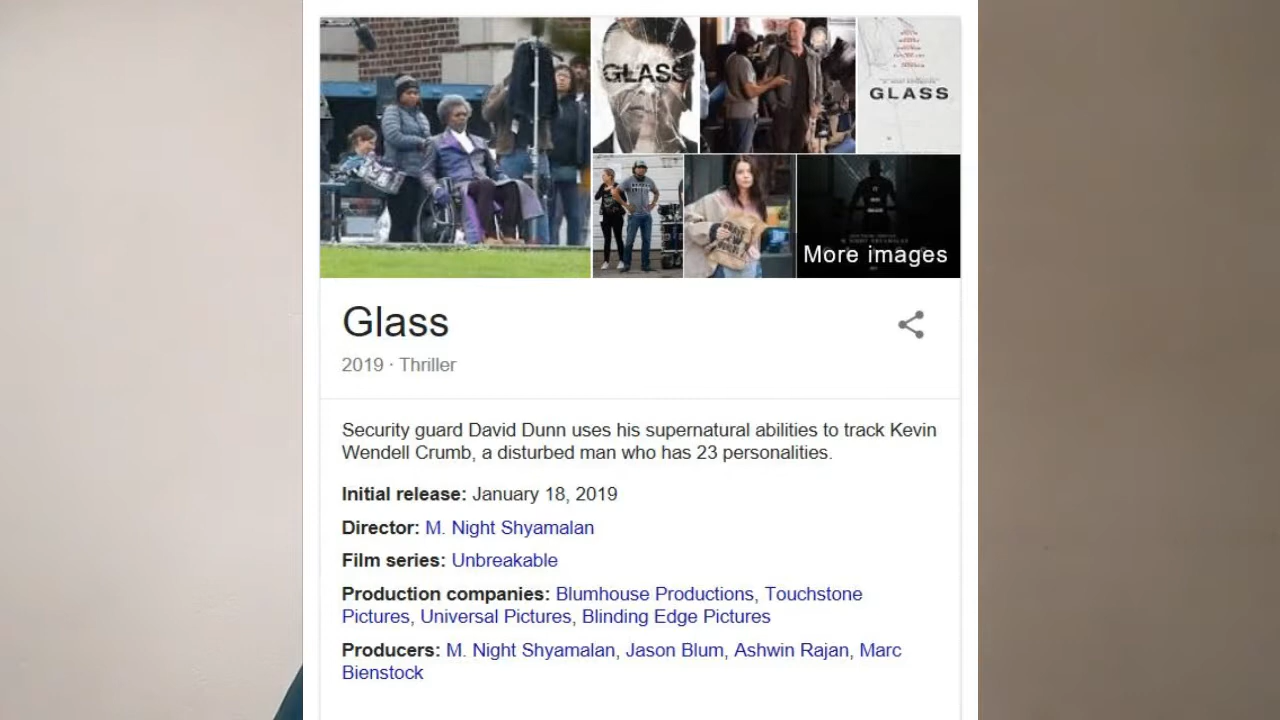 GLASS
GLASS
More images
Glass
2019 · Thriller
Security guard David Dunn uses his supernatural abilities to track Kevin
Wendell Crumb, a disturbed man who has 23 personalities.
Initial release: January 18, 2019
Director: M. Night Shyamalan
Film series: Unbreakable
Production companies: Blumhouse Productions, Touchstone
Pictures, Universal Pictures, Blinding Edge Pictures
Producers: M. Night Shyamalan, Jason Blum, Ashwin Rajan, Marc
Bienstock